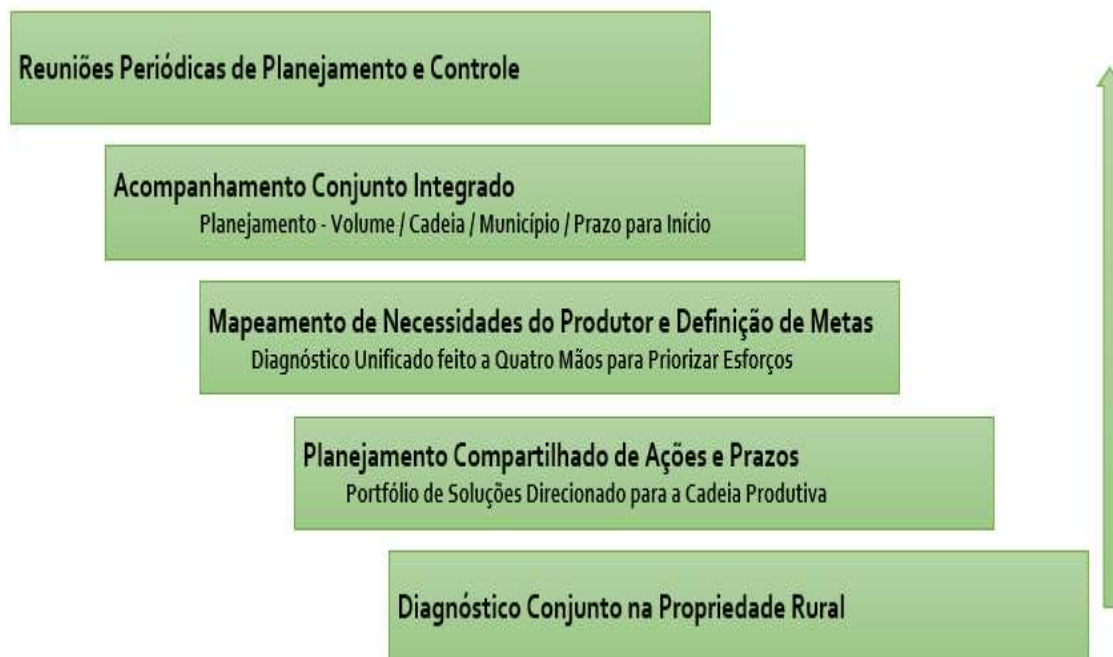 Reuniões Periódicas de Planejamento e Controle
Acompanhamento Conjunto Integrado
Planejamento - Volume / Cadeia / Município / Prazo para Início
Mapeamento de Necessidades do Produtor e Definição de Metas
Diagnóstico Unificado feito a Quatro Mãos para Priorizar Esforços
Planejamento Compartilhado de Ações e Prazos
Portfólio de Soluções Direcionado para a Cadeia Produtiva
Diagnóstico Conjunto na Propriedade Rural